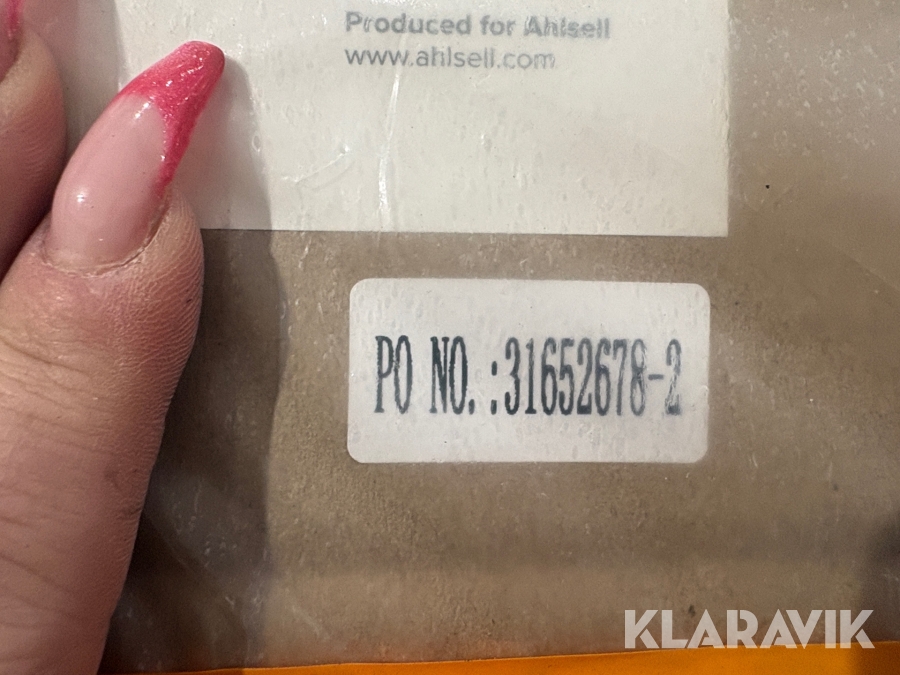 Produced for Ahlsell
www.ahlsell.com
PO NO.:31652678-2
KLARAVIK